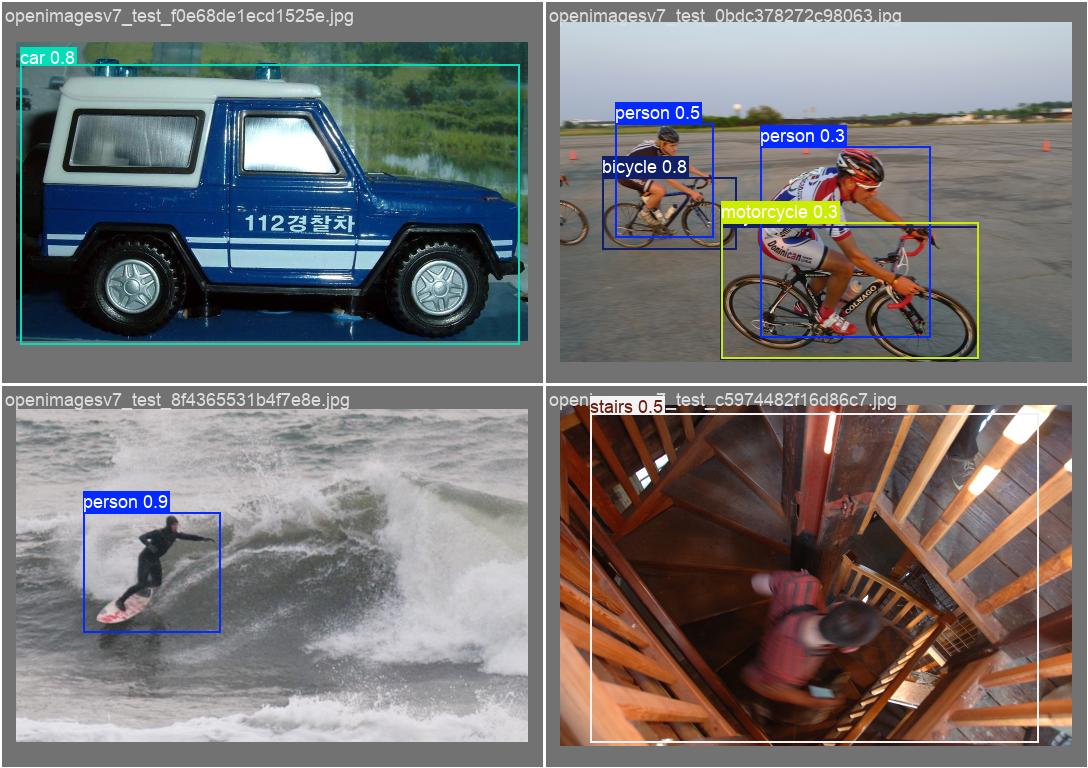 openimagesv7_test_f0e68de1ecd1525e.jpg
car 0.8
112경찰차
openimagesv7_test_0bdc378272c98063.jpg
person 0.5
person 0.3
bicycle 0.8
motorcycle 0.3
Dominican
COLNAGO
openimagesv7_test_8f4365531b4f7e8e.jpg
person 0.9
stairs 0.5
_test_c5974482f16d86c7.jpg